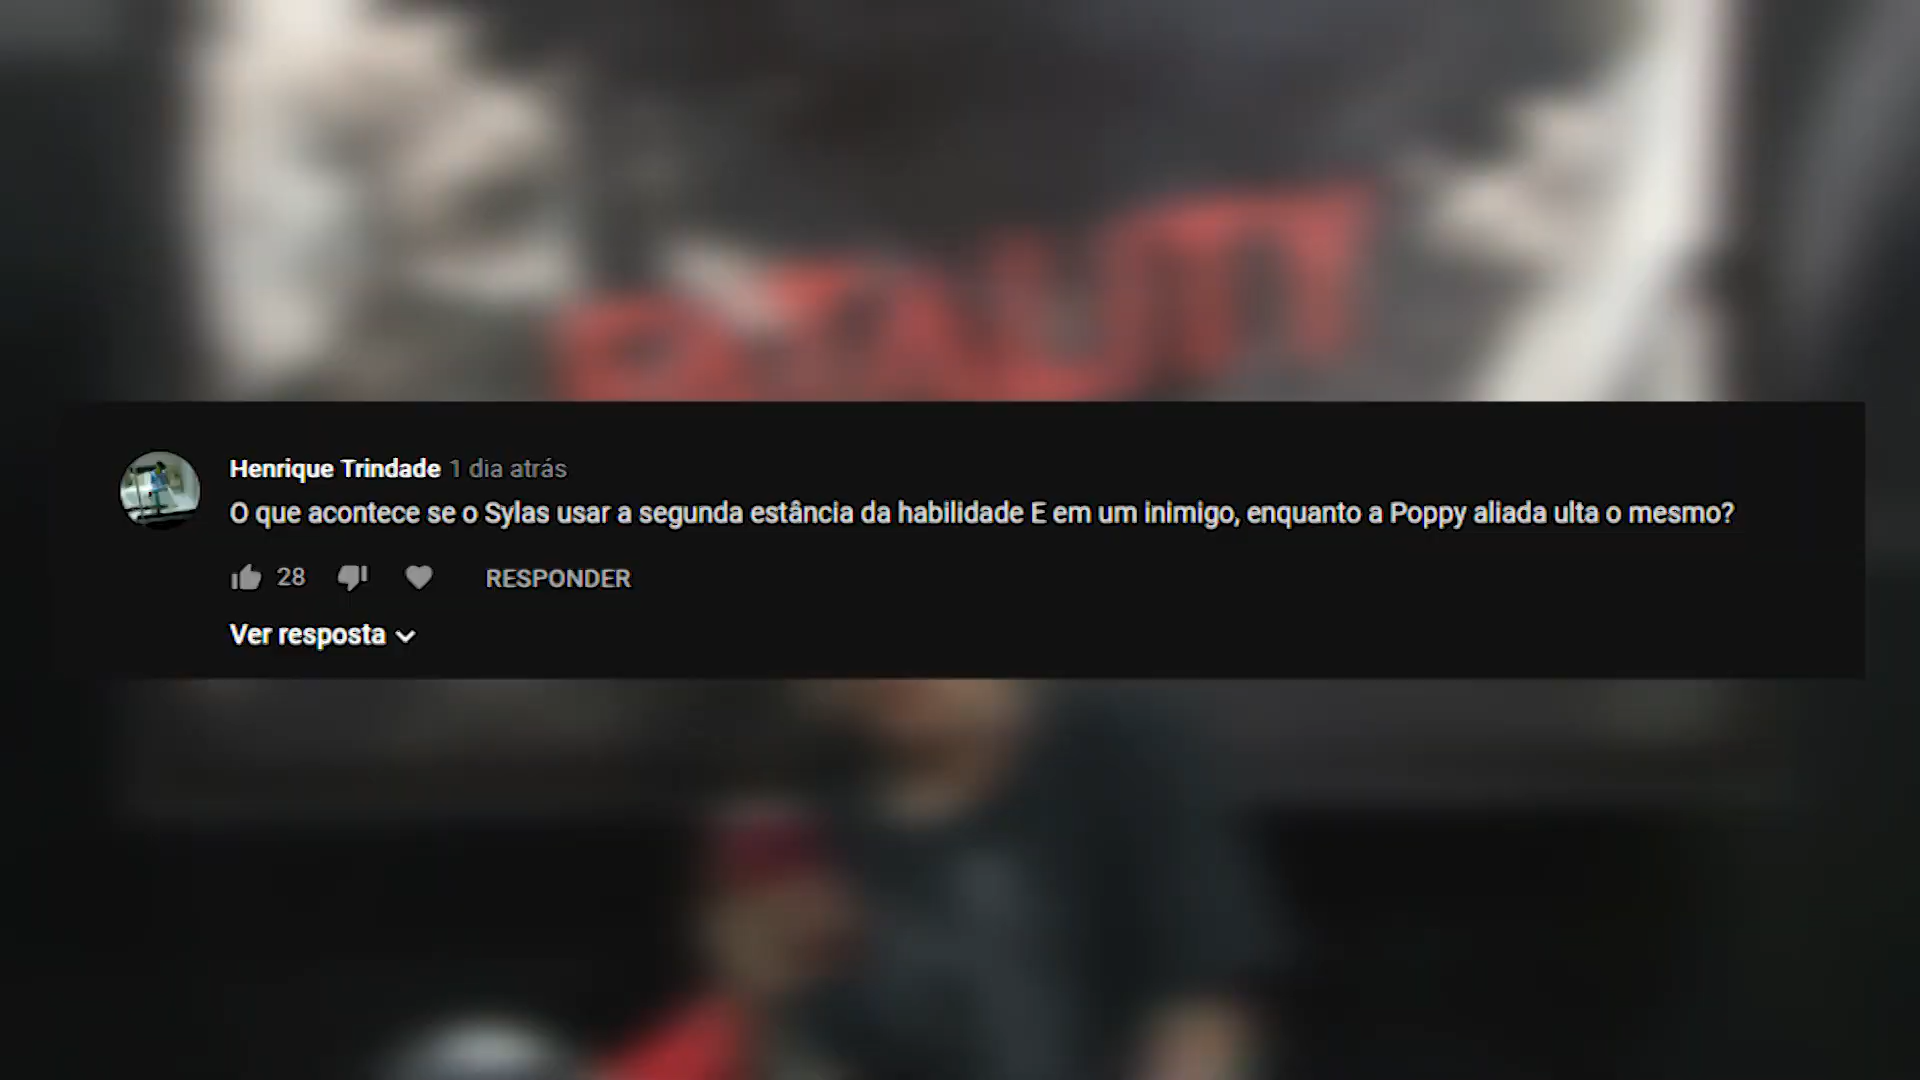 Henrique Trindade 1 dia atrás
O que acontece se o Sylas usar a segunda estância da habilidade E em um inimigo, enquanto a Poppy aliada ulta o mesmo?
28 RESPONDER
Ver resposta